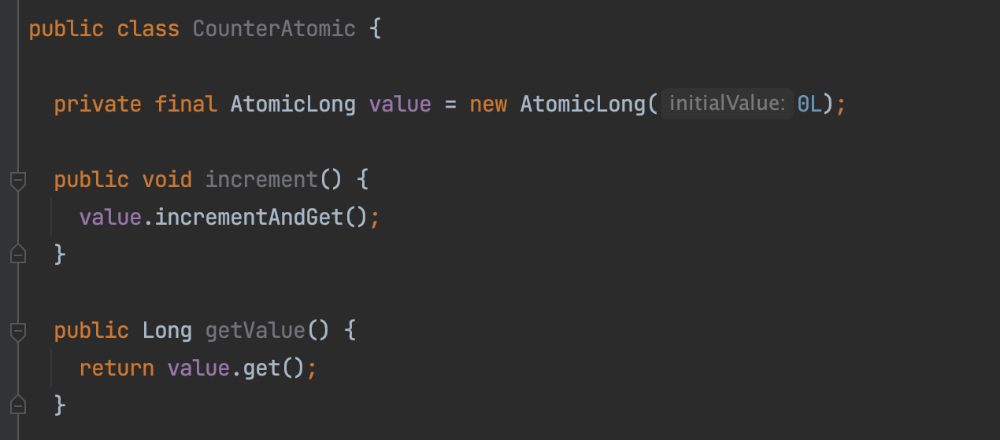 public class CounterAtomic {
private final AtomicLong value = new AtomicLong( initialValue: 0L);
public void increment() {
value.incrementAndGet();
}
public Long getValue() {
return value.get();
}